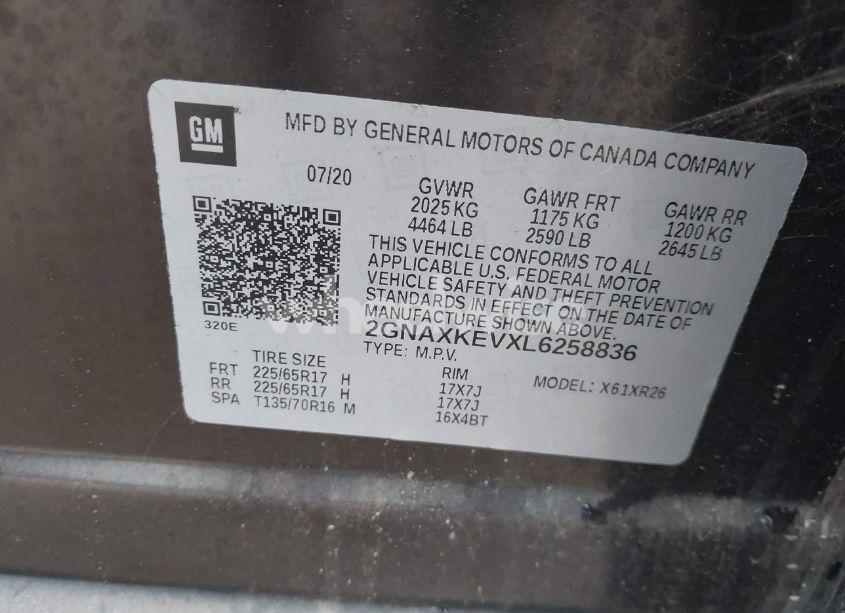 GM
MFD BY GENERAL MOTORS OF CANADA COMPANY
07/20
GVWR GAWR FRT GAWR RR
2025 KG 1175 KG 1200 KG
4464 LB 2590 LB 2645 LB
THIS VEHICLE CONFORMS TO ALL
APPLICABLE U.S. FEDERAL MOTOR
VEHICLE SAFETY AND THEFT PREVENTION
STANDARDS IN EFFECT ON THE DATE OF
MANUFACTURE SHOWN ABOVE.
320E
2GNAXKEVXL6258836
TYPE: M.P.V. MODEL: X61XR26
TIRE SIZE RIM
FRT 225/65R17 H 17X7J
RR 225/65R17 H 17X7J
SPA T135/70R16 M 16X4BT